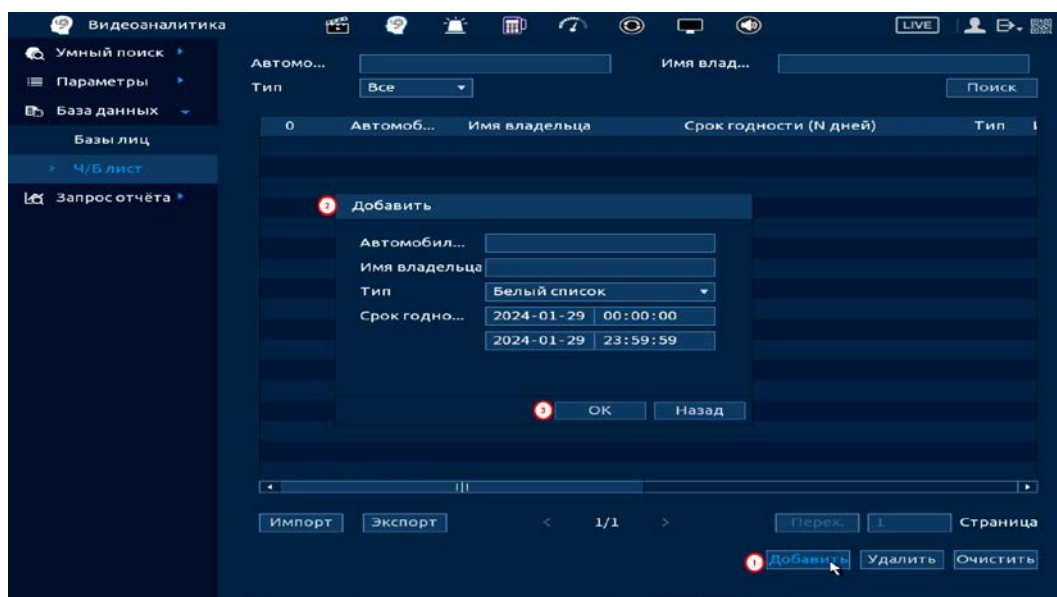 Видеоаналитика LIVE
Умный поиск
Параметры
База данных
Базы лиц
Ч/Б лист
Запрос отчёта
Автомо... Имя влад...
Тип Все Поиск
0 Автомоб... Имя владельца Срок годности (N дней) Тип
2 Добавить
Автомобил...
Имя владельца
Тип Белый список
Срок годно... 2024-01-29 00:00:00
2024-01-29 23:59:59
3 ОК Назад
Импорт Экспорт < 1/1 > Перех. 1 Страница
1 Добавить Удалить Очистить